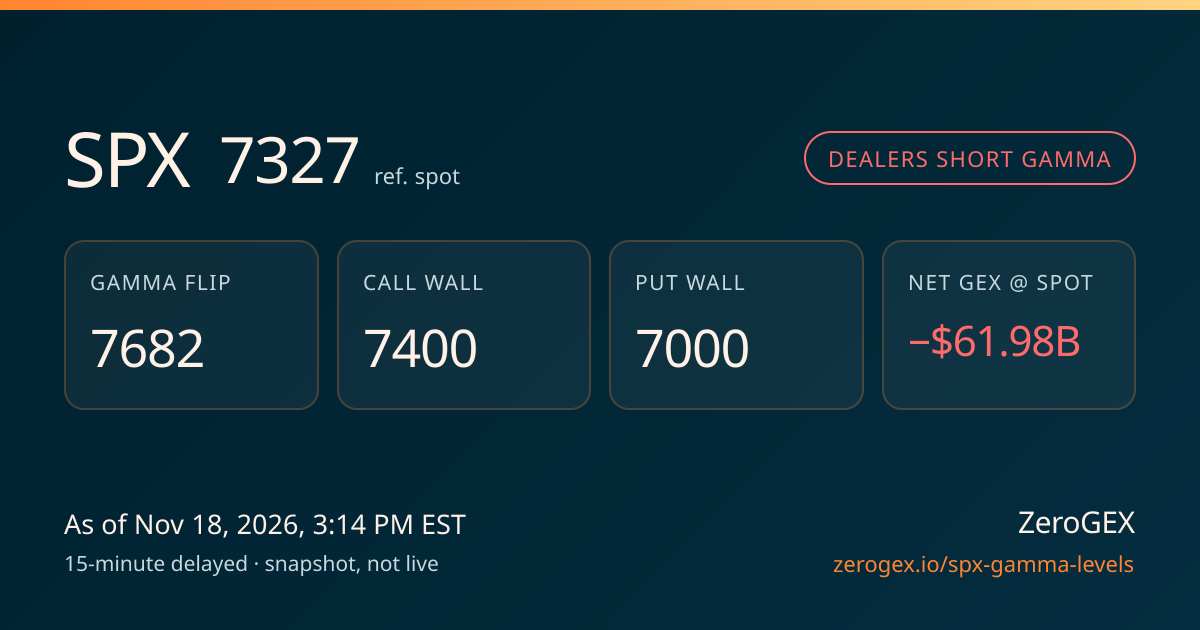 SPX 7327 ref. spot
DEALERS SHORT GAMMA
GAMMA FLIP
7682
CALL WALL
7400
PUT WALL
7000
NET GEX @ SPOT
−$61.98B
As of Nov 18, 2026, 3:14 PM EST
15-minute delayed · snapshot, not live
ZeroGEX
zerogex.io/spx-gamma-levels